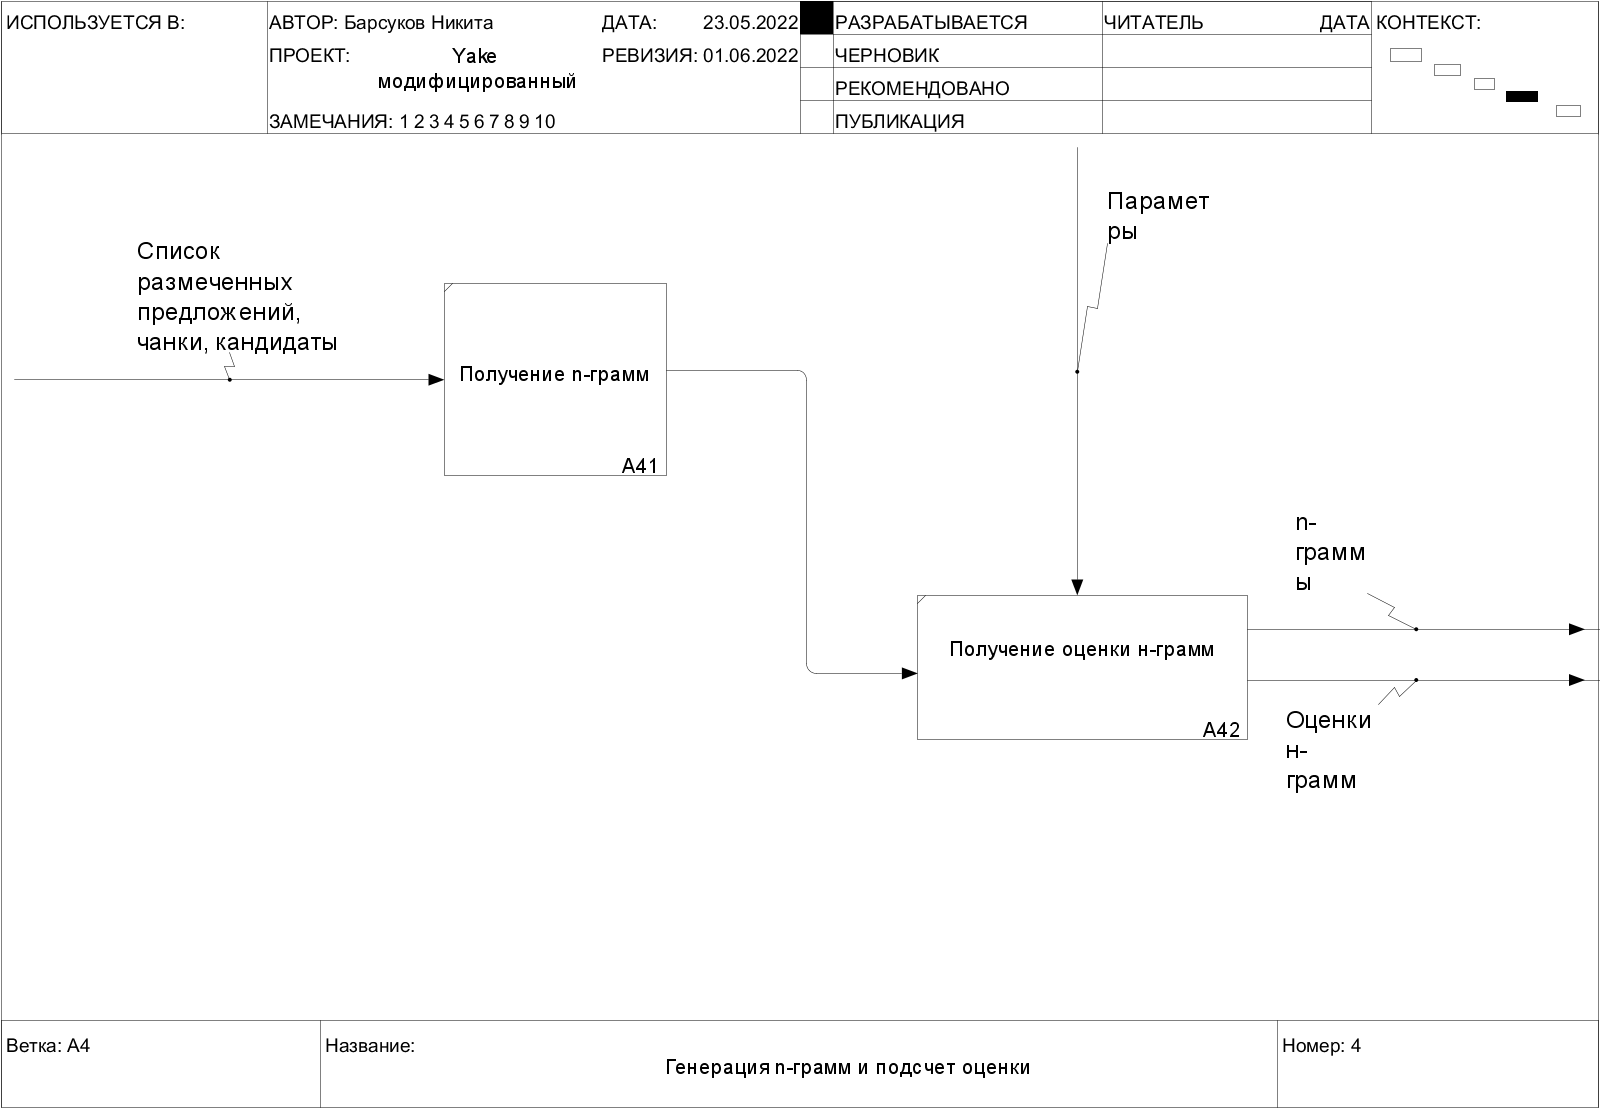 ИСПОЛЬЗУЕТСЯ В:
АВТОР: Барсуков Никита
ДАТА: 23.05.2022
РАЗРАБАТЫВАЕТСЯ
ЧИТАТЕЛЬ
ДАТА
КОНТЕКСТ:
ПРОЕКТ: Yake
модифицированный
РЕВИЗИЯ: 01.06.2022
ЧЕРНОВИК
РЕКОМЕНДОВАНО
ЗАМЕЧАНИЯ: 1 2 3 4 5 6 7 8 9 10
ПУБЛИКАЦИЯ
Парамет
ры
Список
размеченных
предложений,
чанки, кандидаты
Получение n-грамм
A41
n-
грамм
ы
Получение оценки н-грамм
A42
Оценки
н-
грамм
Ветка: A4
Название:
Генерация n-грамм и подсчет оценки
Номер: 4